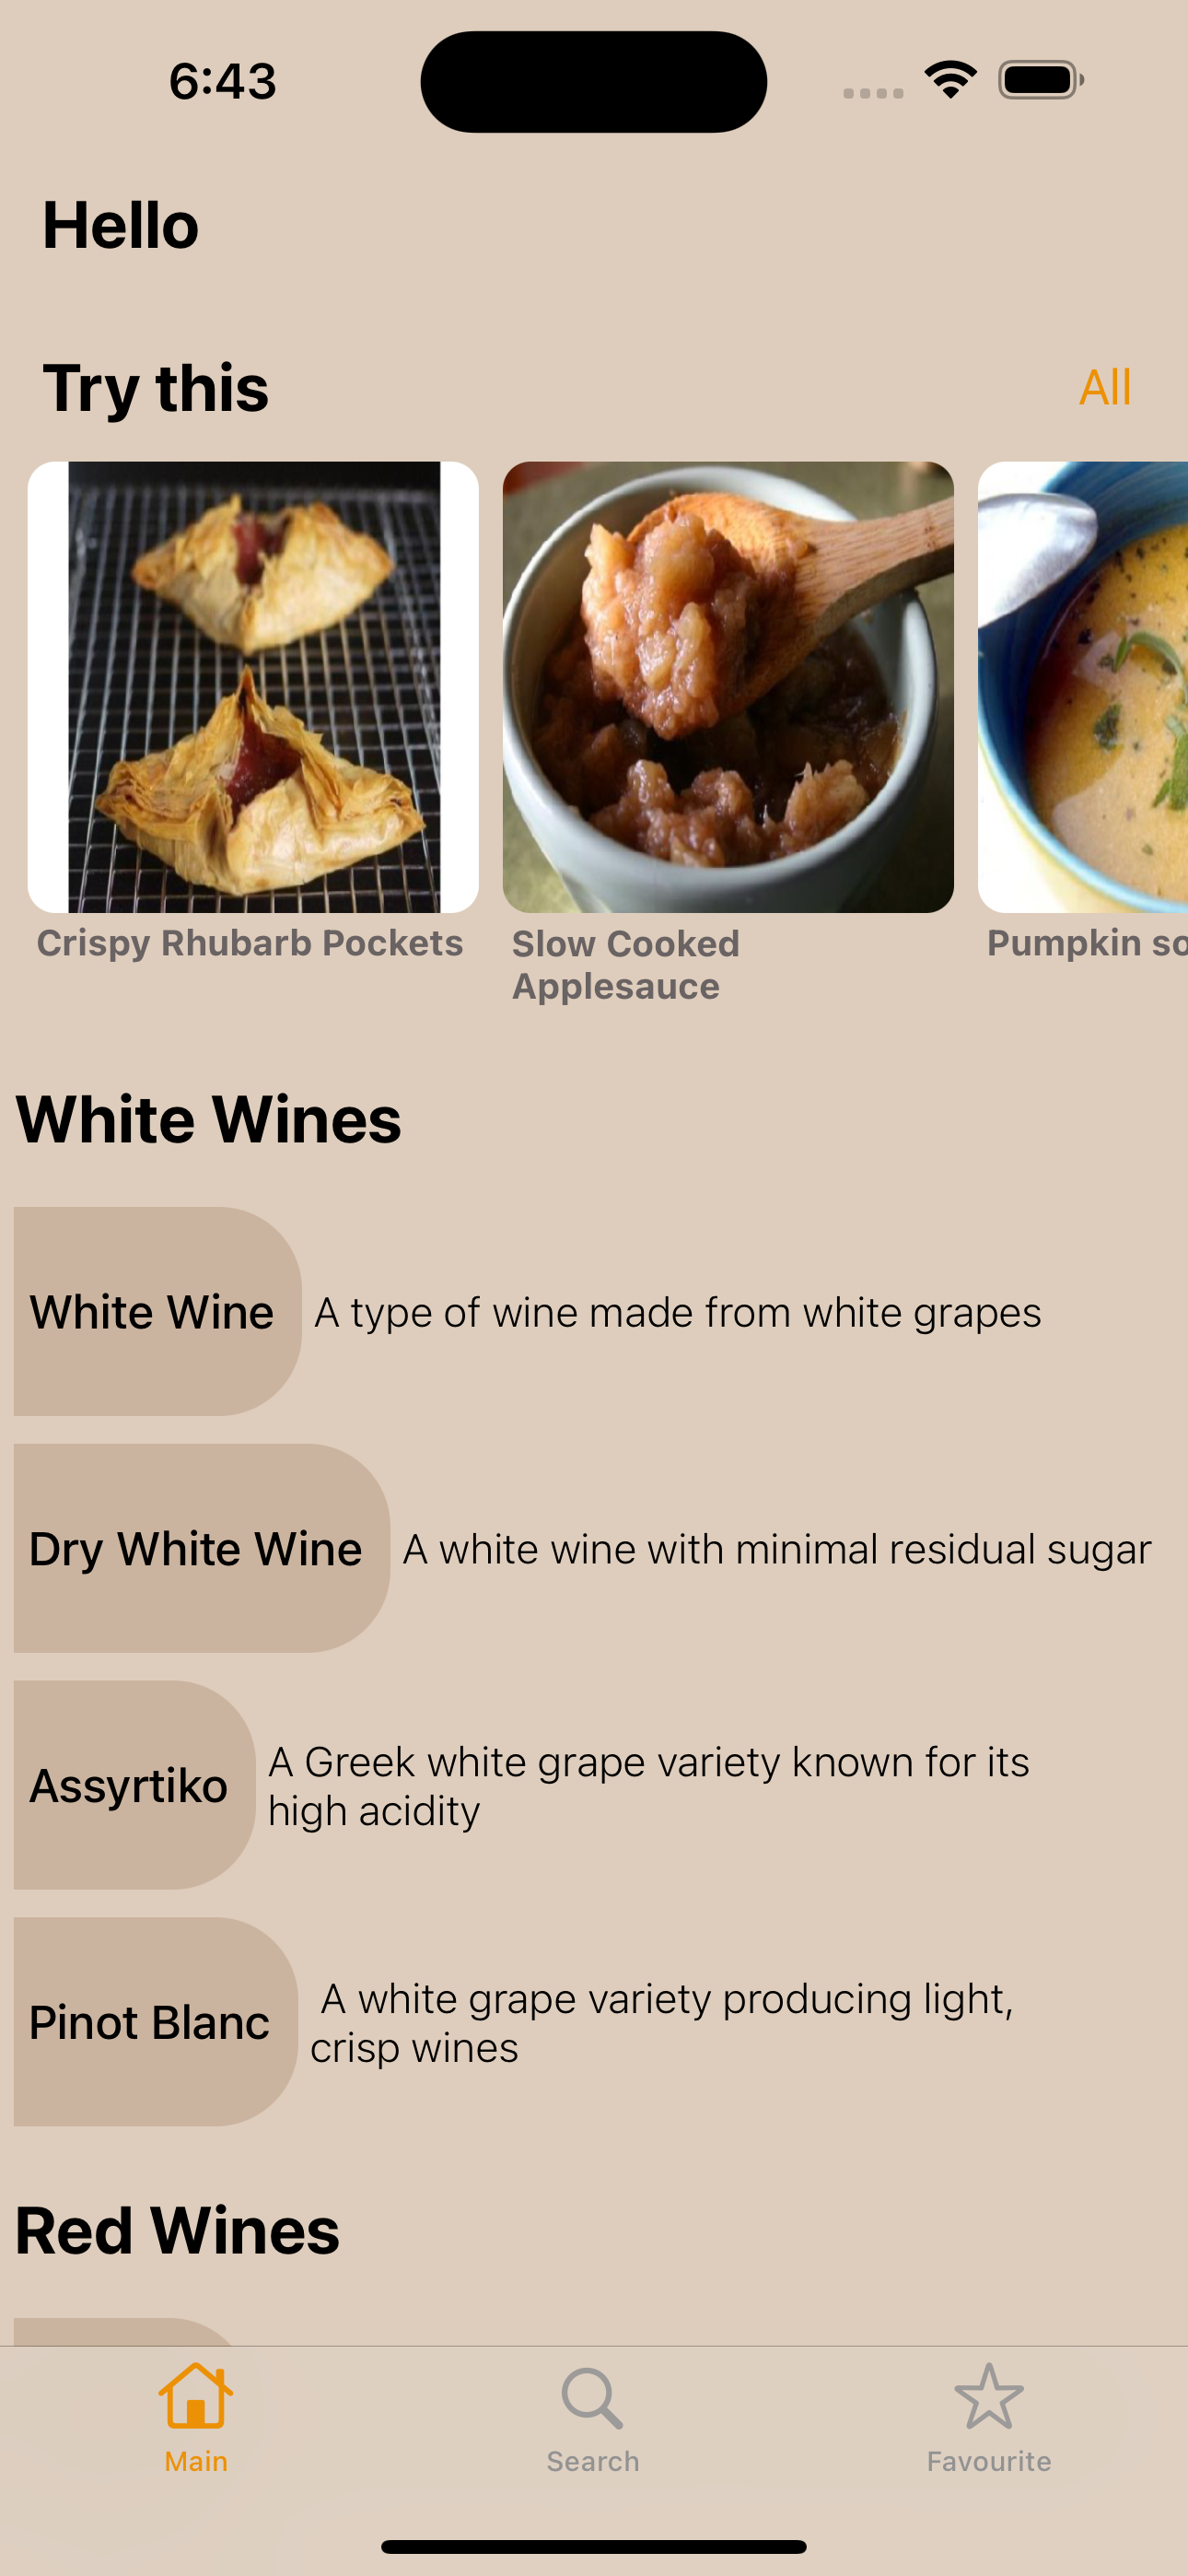 6:43
Hello
Try this
All
Crispy Rhubarb Pockets
Slow Cooked
Applesauce
Pumpkin
White Wines
White Wine
A type of wine made from white grapes
Dry White Wine
A white wine with minimal residual sugar
Assyrtiko
A Greek white grape variety known for its
high acidity
Pinot Blanc
A white grape variety producing light,
crisp wines
Red Wines
Main
Search
Favourite